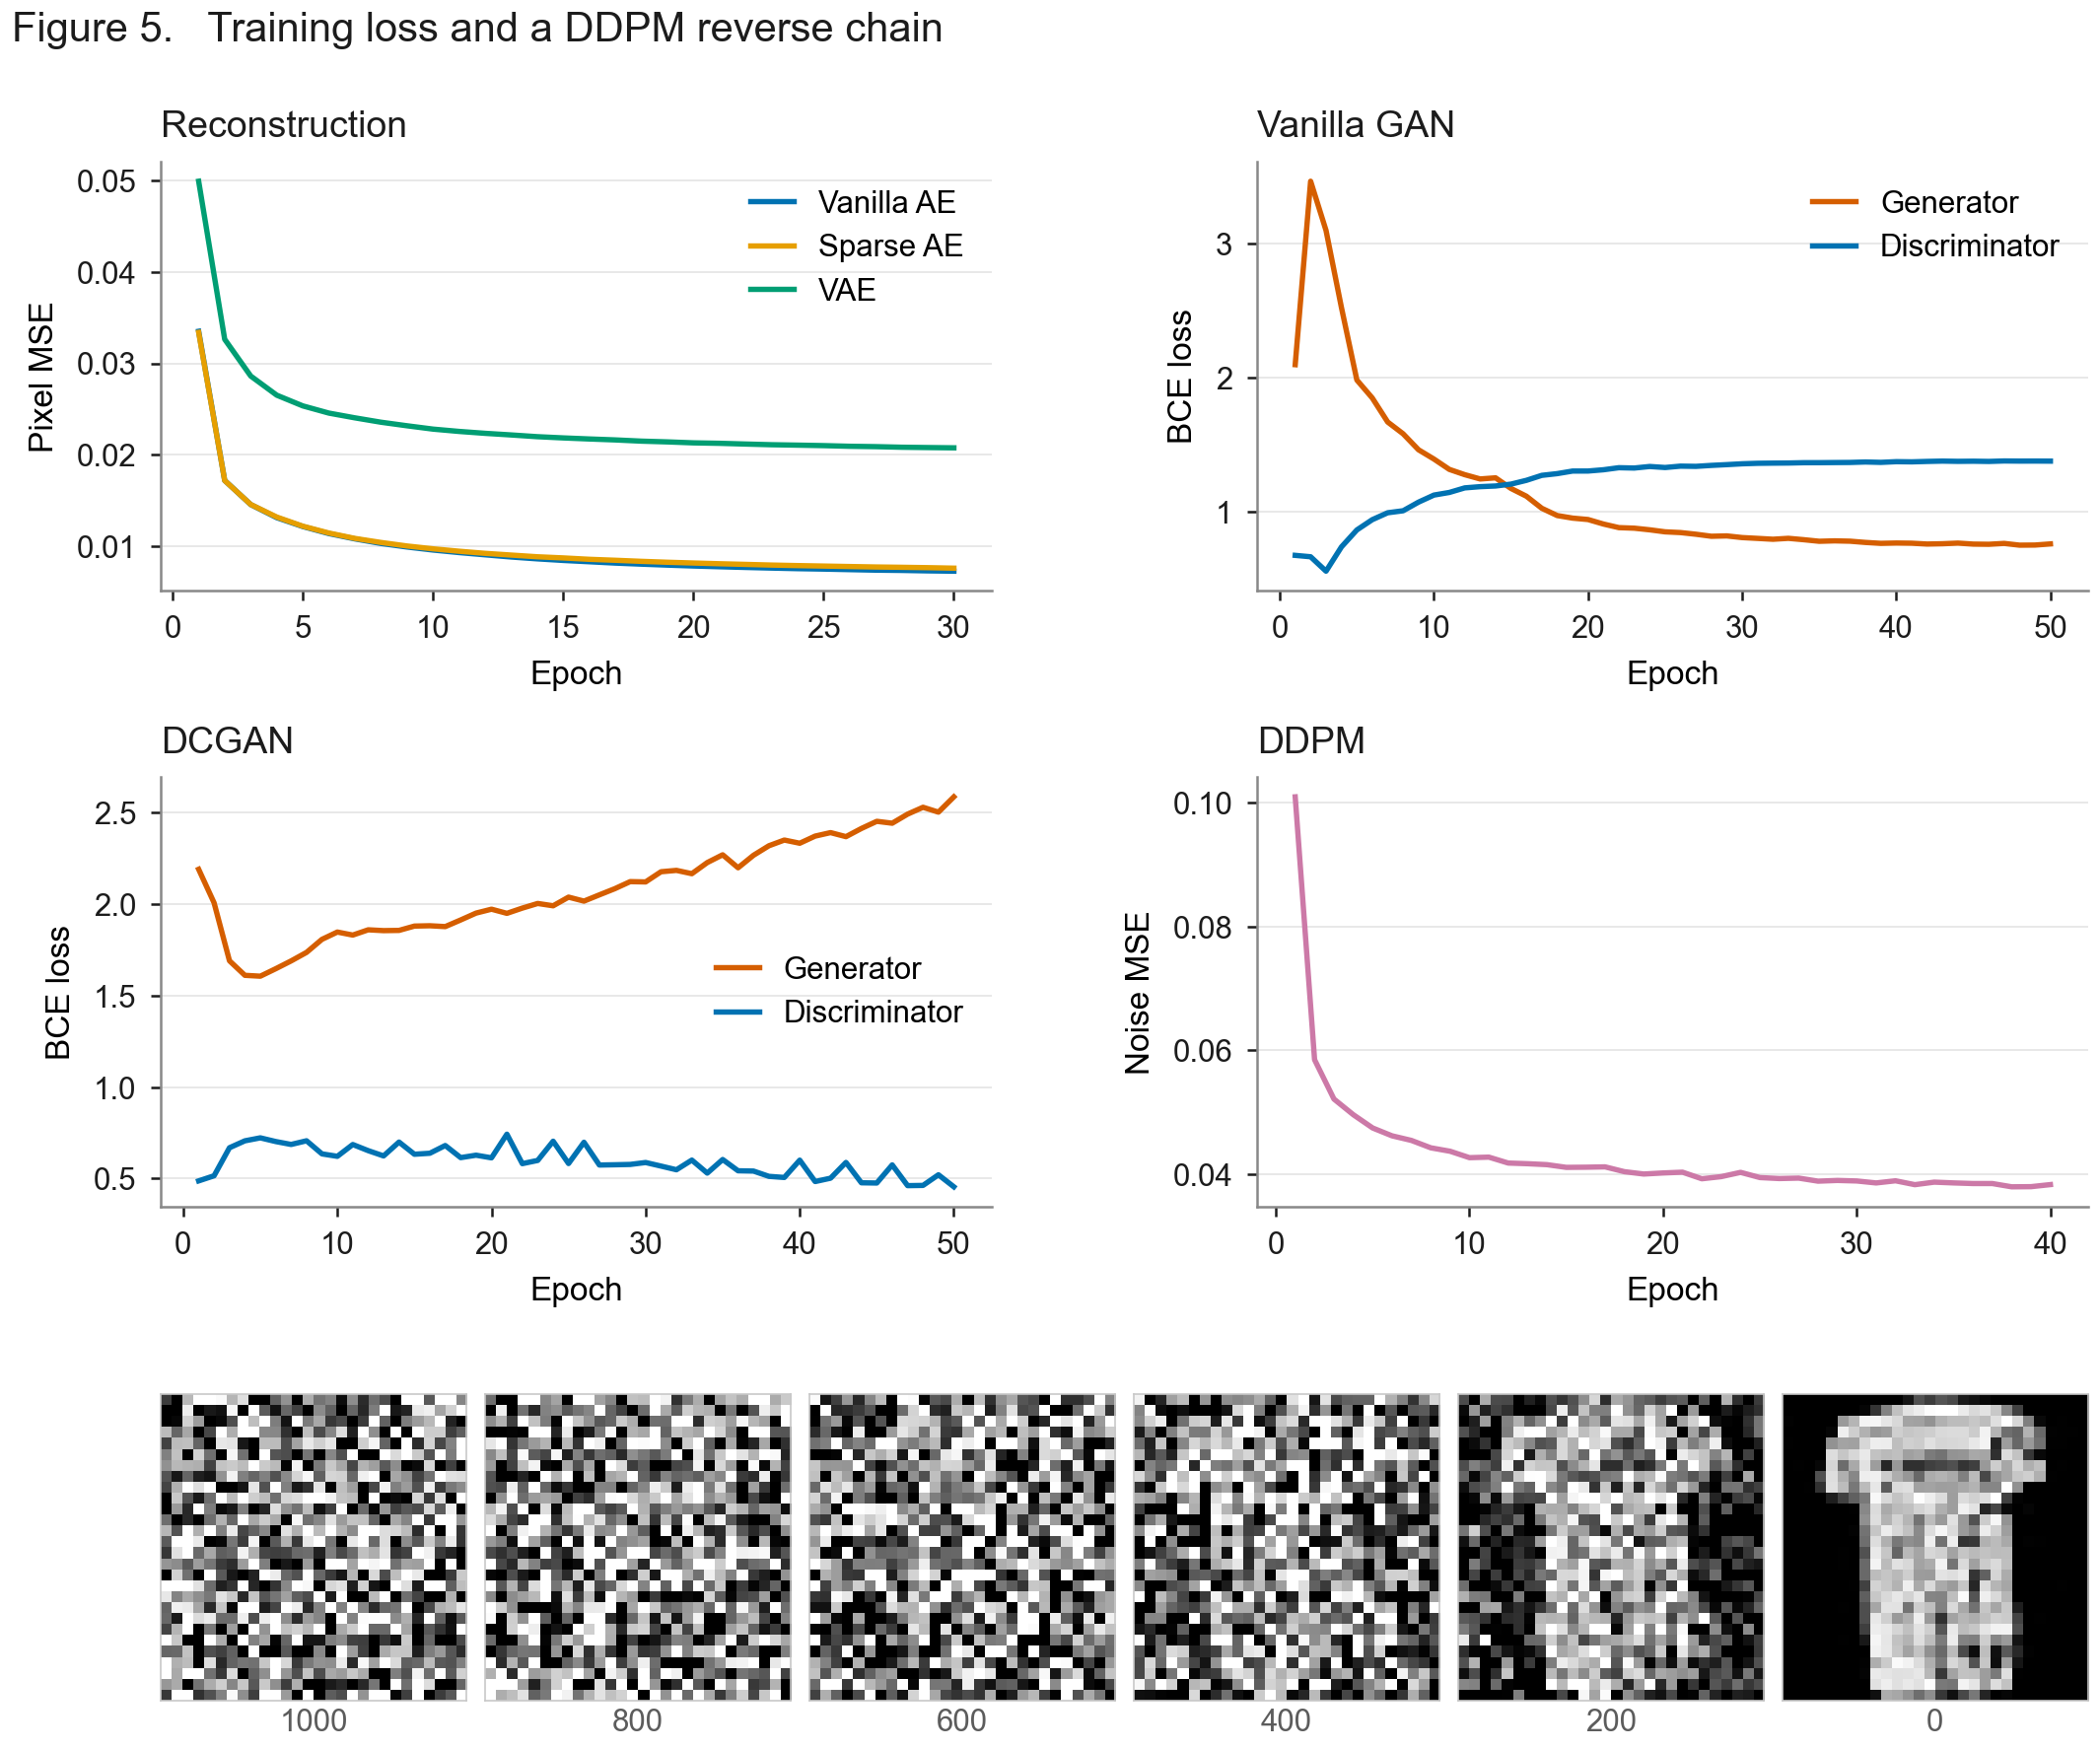 Figure 5.   Training loss and a DDPM reverse chain
Reconstruction
Pixel MSE
0.05
0.04
0.03
0.02
0.01
Vanilla AE
Sparse AE
VAE
0 5 10 15 20 25 30
Epoch
Vanilla GAN
BCE loss
3
2
1
Generator
Discriminator
0 10 20 30 40 50
Epoch
DCGAN
BCE loss
2.5
2.0
1.5
1.0
0.5
Generator
Discriminator
0 10 20 30 40 50
Epoch
DDPM
Noise MSE
0.10
0.08
0.06
0.04
0 10 20 30 40
Epoch
1000 800 600 400 200 0